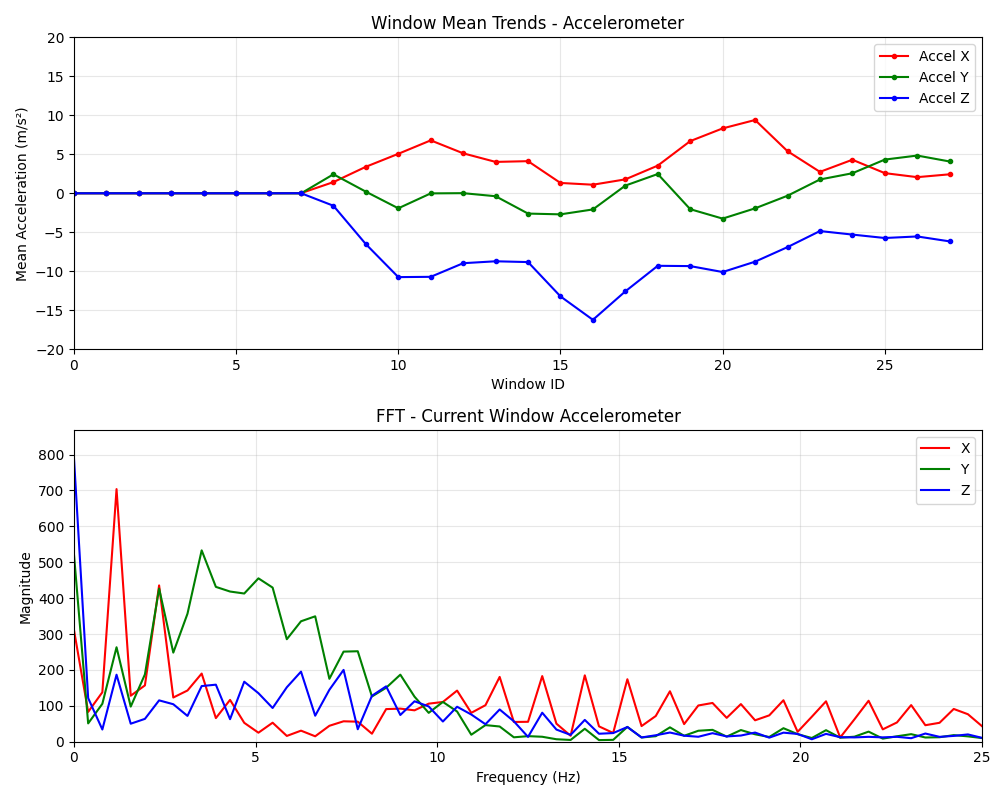 Window Mean Trends - Accelerometer
20
15
10
5
0
−5
−10
−15
−20
Mean Acceleration (m/s²)
Accel X
Accel Y
Accel Z
0 5 10 15 20 25
Window ID
FFT - Current Window Accelerometer
800
700
600
500
400
300
200
100
0
Magnitude
X
Y
Z
0 5 10 15 20 25
Frequency (Hz)